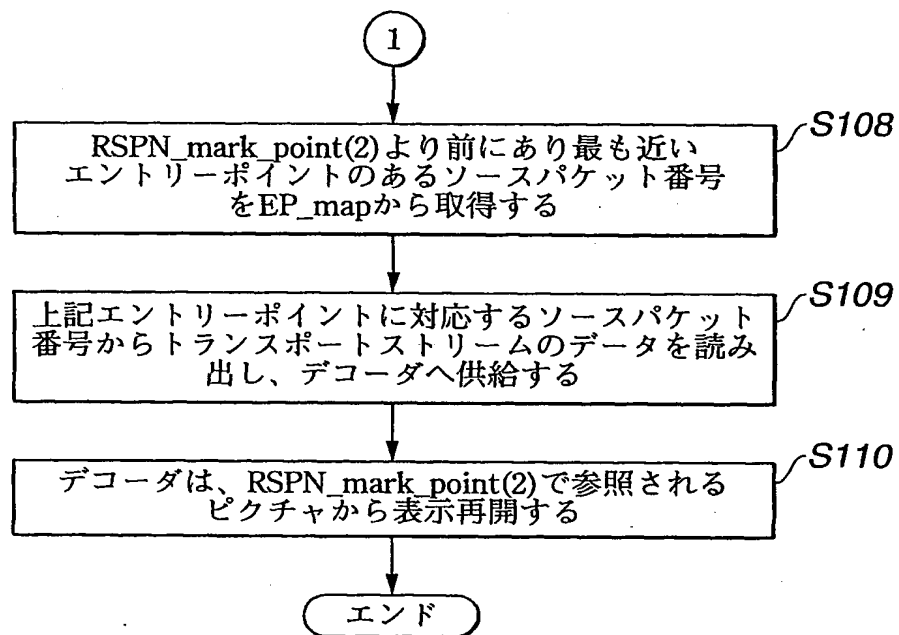 1
S108
RSPN_mark_point(2)より前にあり最も近い
エントリーポイントのあるソースパケット番号
をEP_mapから取得する
S109
上記エントリーポイントに対応するソースパケット
番号からトランスポートストリームのデータを読み
出し、デコーダへ供給する
S110
デコーダは、RSPN_mark_point(2)で参照される
ピクチャから表示再開する
エンド